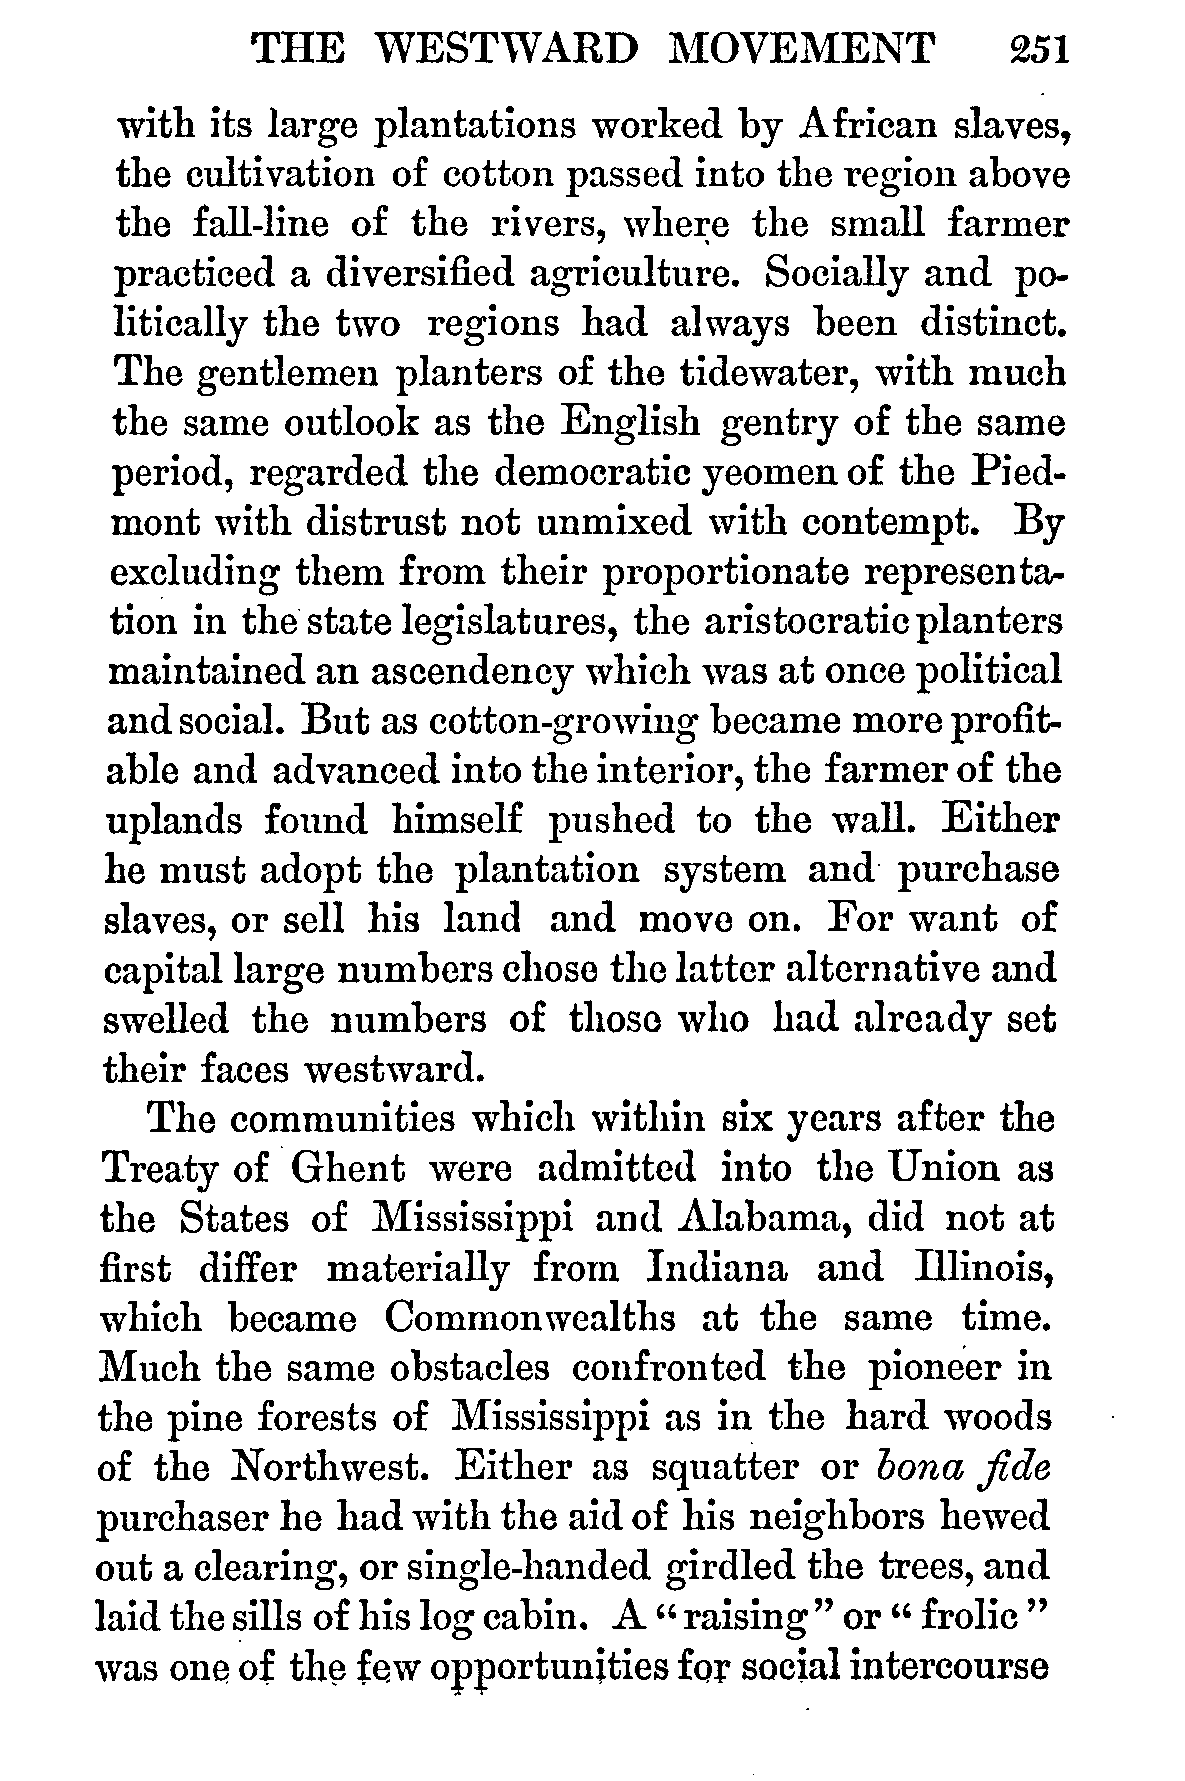 THE WESTWARD MOVEMENT 251
with its large plantations worked by African slaves,
the cultivation of cotton passed into the region above
the fall-line of the rivers, where the small farmer
practiced a diversified agriculture. Socially and po-
litically the two regions had always been distinct.
The gentlemen planters of the tidewater, with much
the same outlook as the English gentry of the same
period, regarded the democratic yeomen of the Pied-
mont with distrust not unmixed with contempt. By
excluding them from their proportionate representa-
tion in the state legislatures, the aristocratic planters
maintained an ascendency which was at once political
and social. But as cotton-growing became more profit-
able and advanced into the interior, the farmer of the
uplands found himself pushed to the wall. Either
he must adopt the plantation system and purchase
slaves, or sell his land and move on. For want of
capital large numbers chose the latter alternative and
swelled the numbers of those who had already set
their faces westward.
The communities which within six years after the
Treaty of Ghent were admitted into the Union as
the States of Mississippi and Alabama, did not at
first differ materially from Indiana and Illinois,
which became Commonwealths at the same time.
Much the same obstacles confronted the pioneer in
the pine forests of Mississippi as in the hard woods
of the Northwest. Either as squatter or bona fide
purchaser he had with the aid of his neighbors hewed
out a clearing, or single-handed girdled the trees, and
laid the sills of his log cabin. A "raising" or "frolic"
was one of the few opportunities for social intercourse